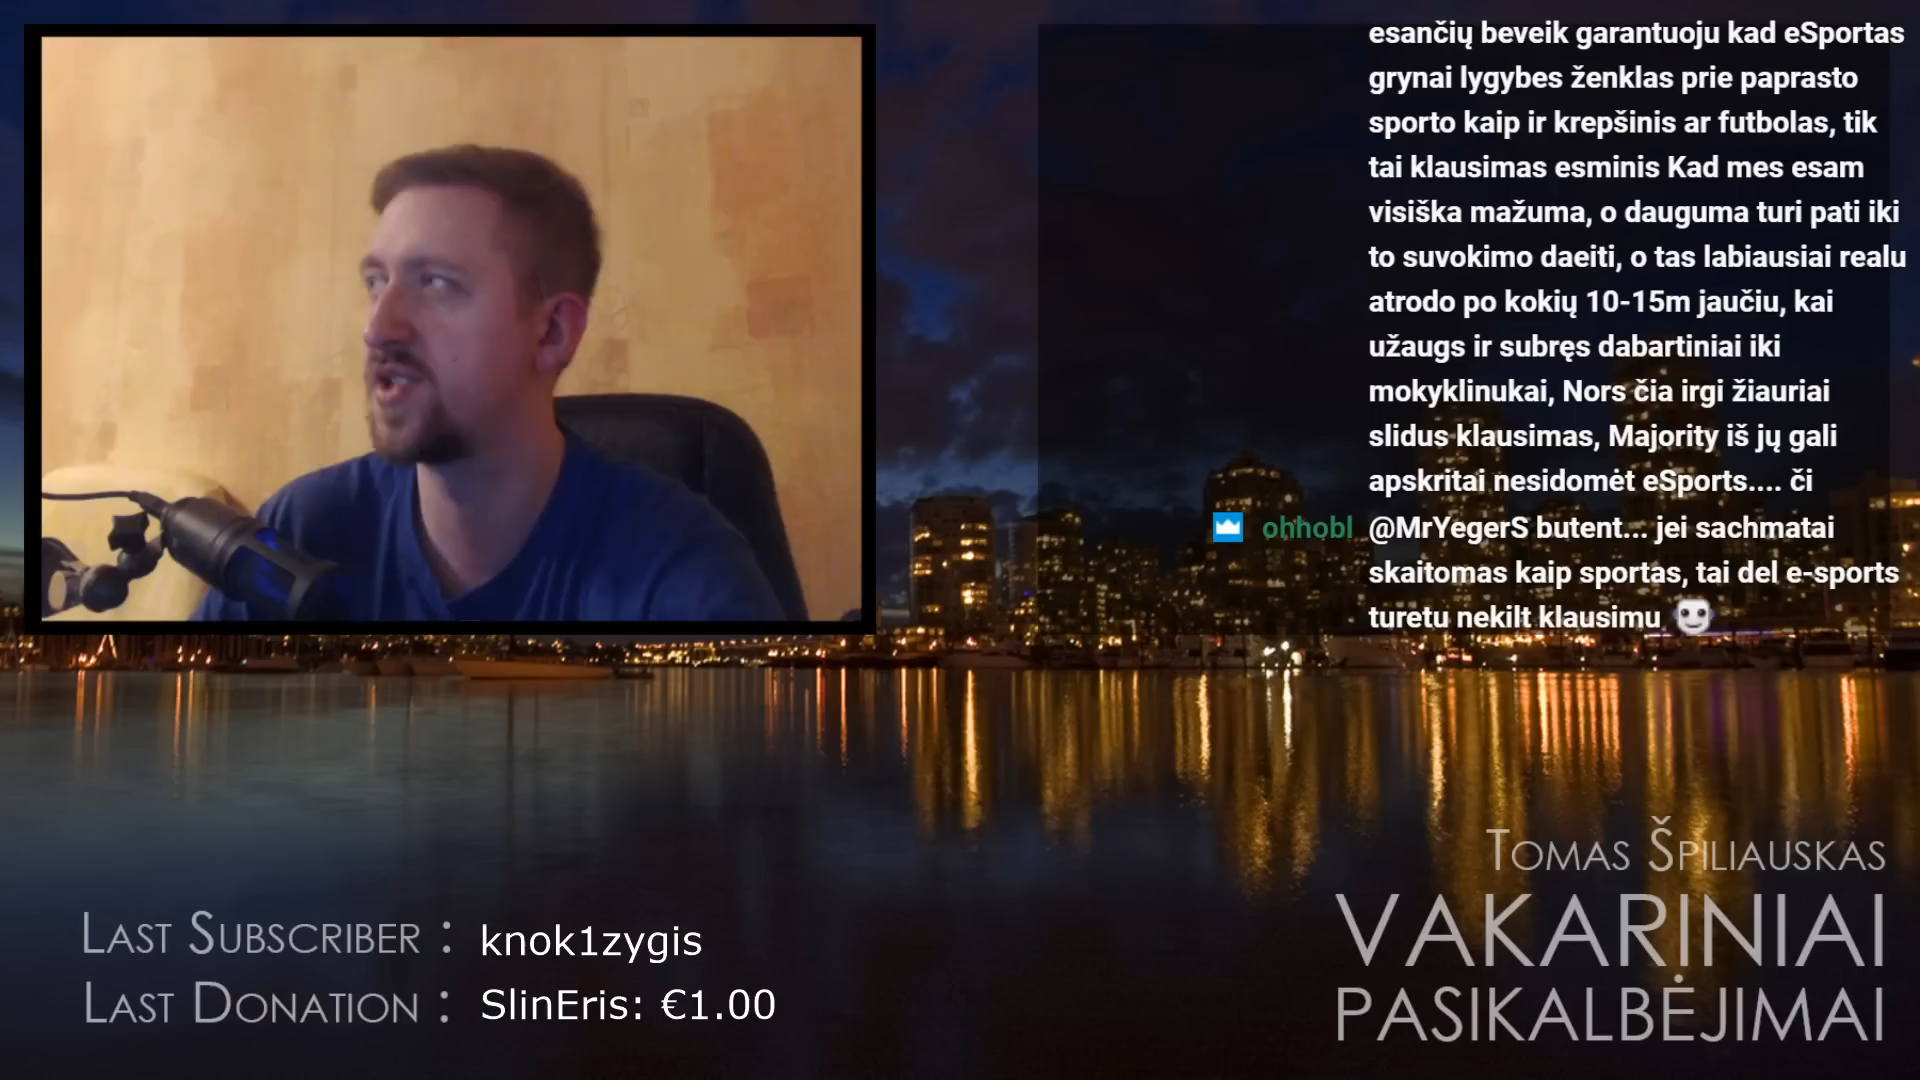 esančių beveik garantuoju kad eSportas
grynai lygybes ženklas prie paprasto
sporto kaip ir krepšinis ar futbolas, tik
tai klausimas esminis Kad mes esam
visiška mažuma, o dauguma turi pati iki
to suvokimo daeiti, o tas labiausiai realu
atrodo po kokių 10-15m jaučiu, kai
užaugs ir subręs dabartiniai iki
mokyklinukai, Nors čia irgi žiauriai
slidus klausimas, Majority iš jų gali
apskritai nesidomėt eSports.... či
ohhobl @MrYegerS butent... jei sachmatai
skaitomas kaip sportas, tai del e-sports
turetu nekilt klausimu
Tomas Špiliauskas
VAKARINIAI
PASIKALBĖJIMAI
Last Subscriber : knok1zygis
Last Donation : SlinEris: €1.00